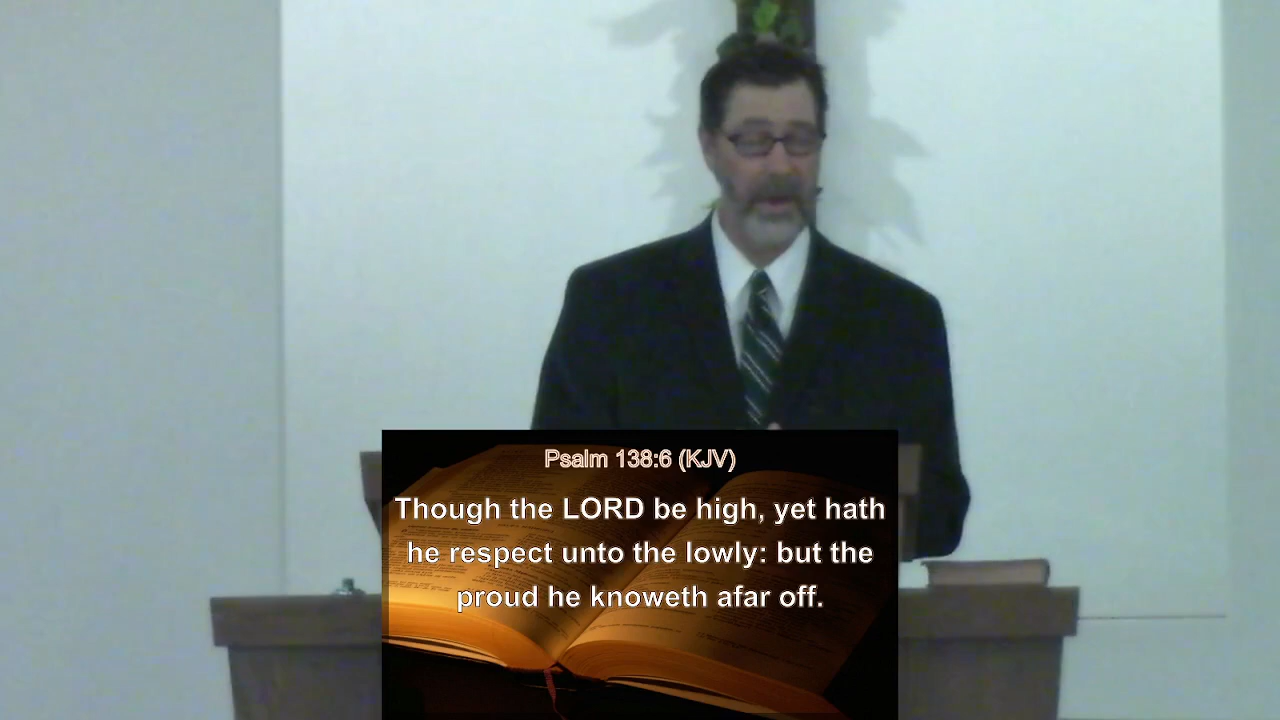 Psalm 138:6 (KJV)
Though the LORD be high, yet hath
he respect unto the lowly: but the
proud he knoweth afar off.